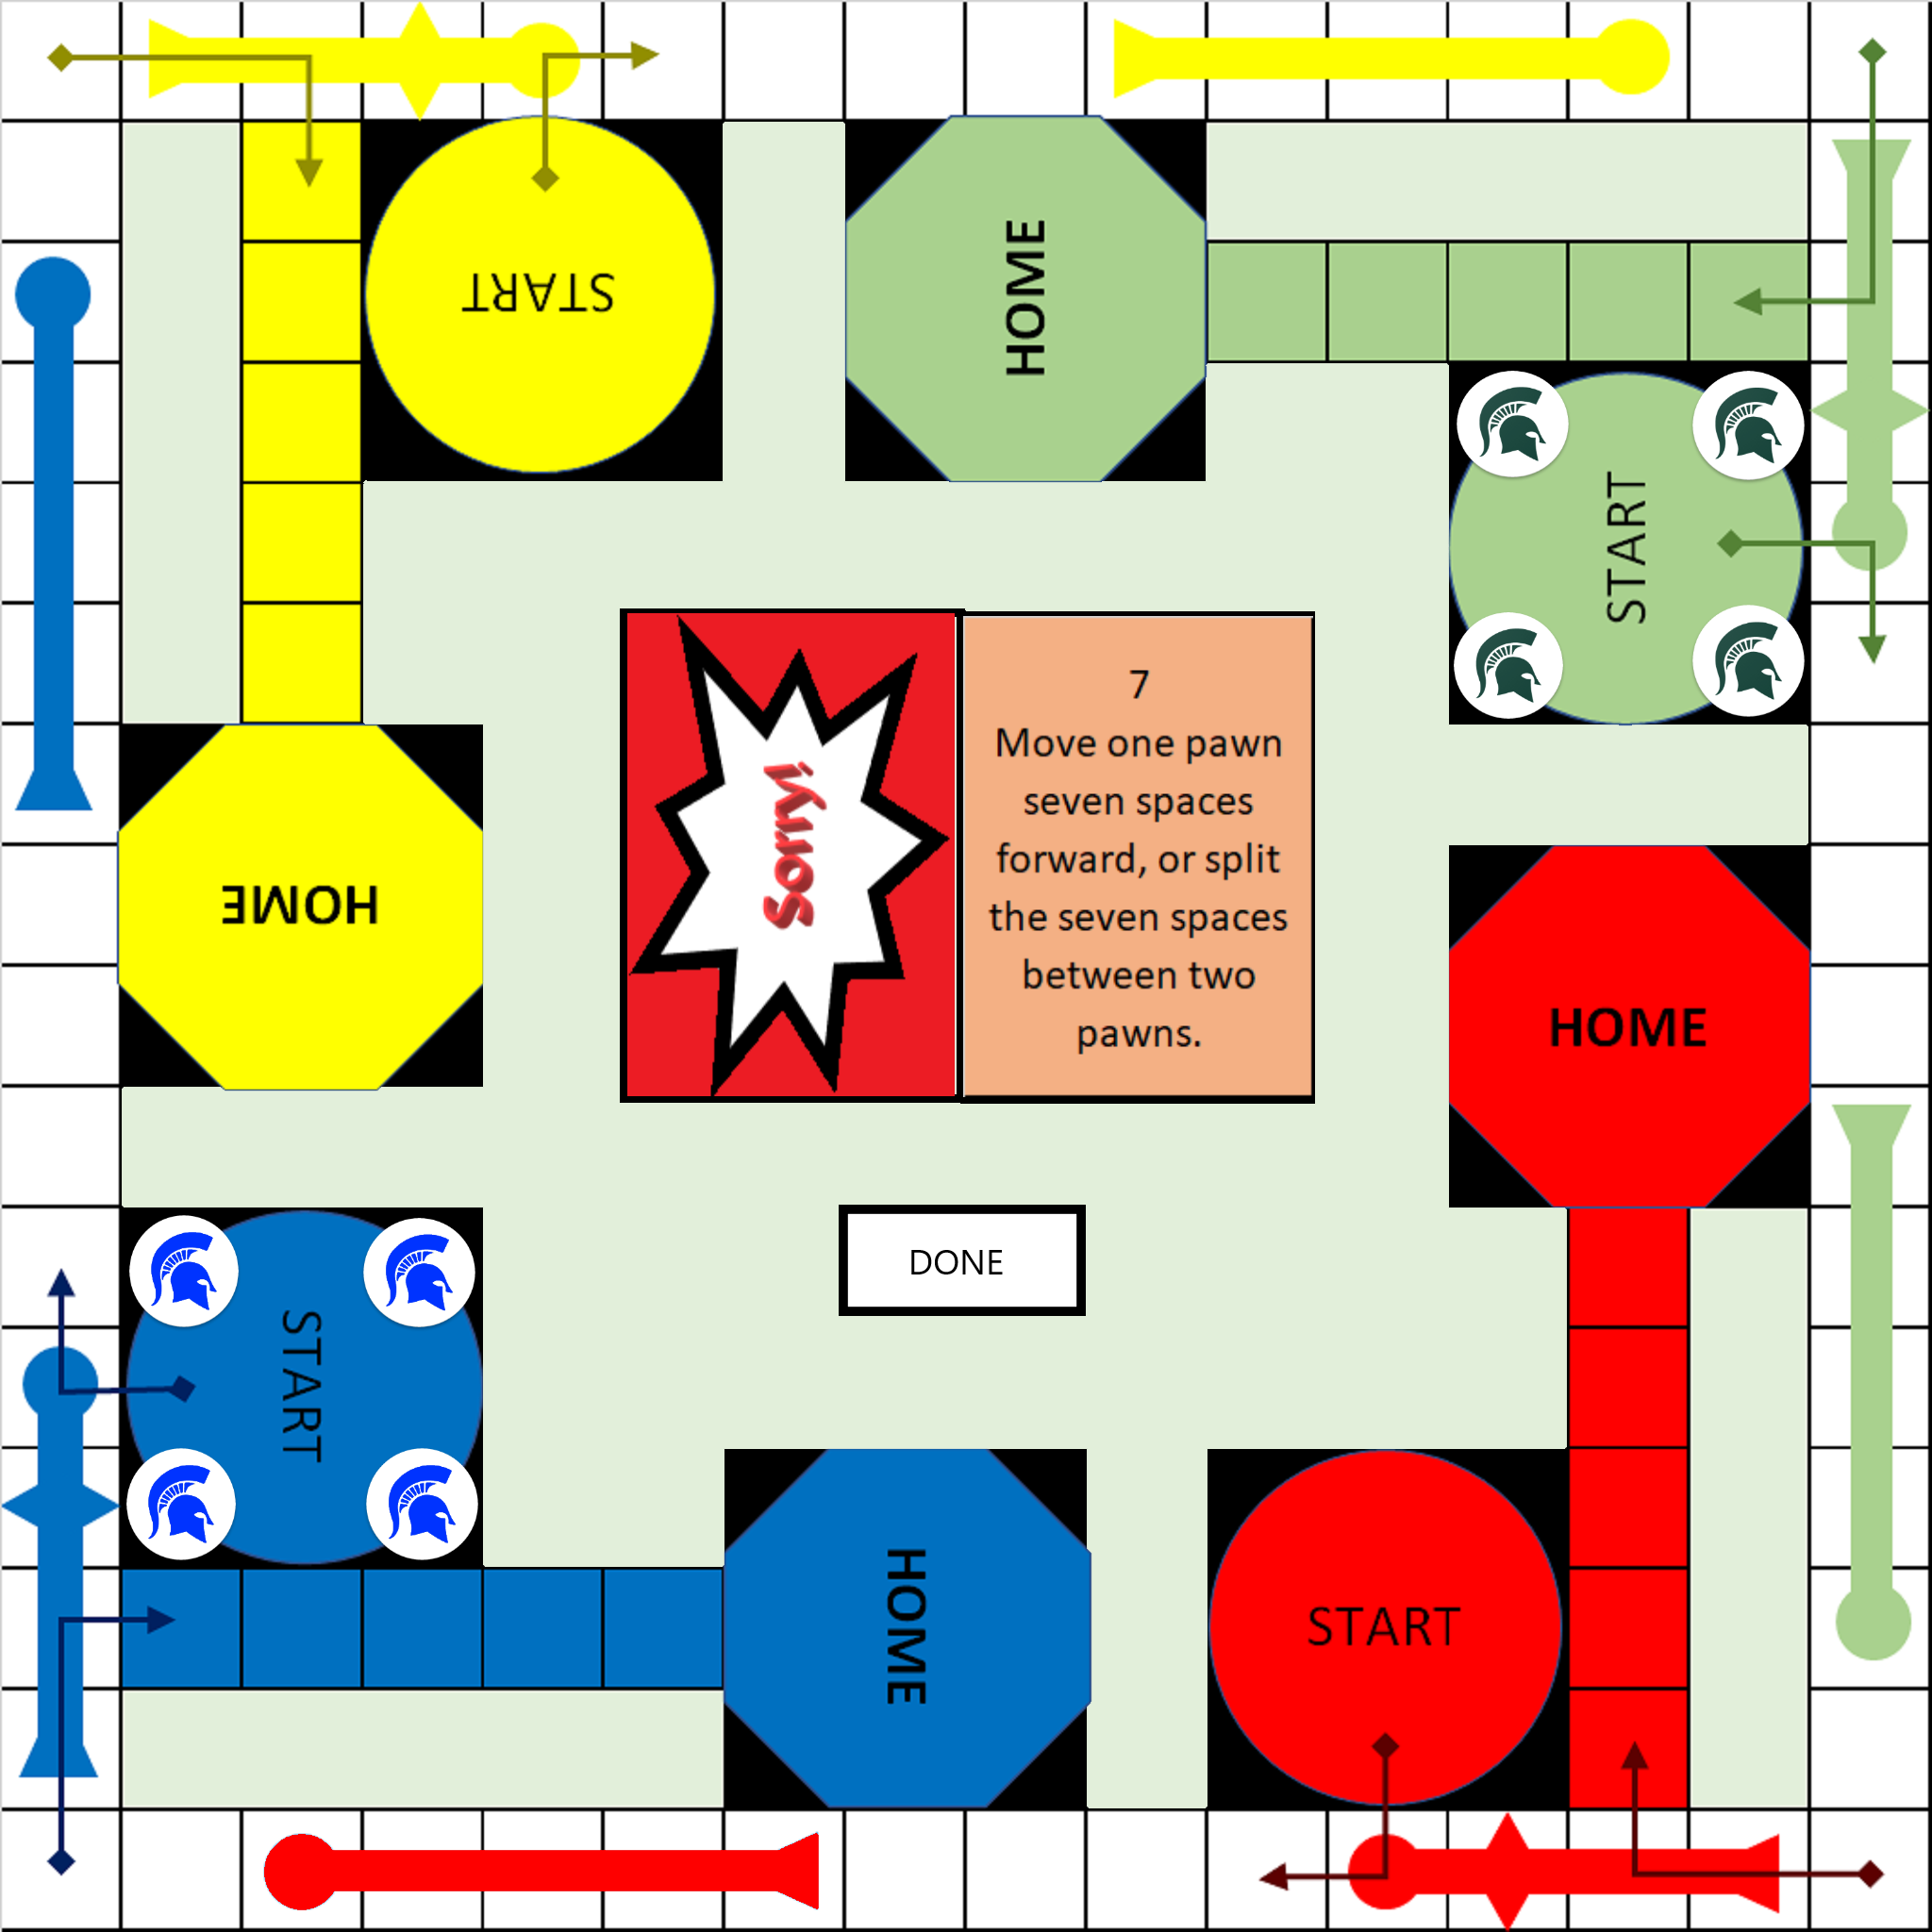 START
HOME
START
7
Move one pawn
seven spaces
forward, or split
the seven spaces
between two
pawns.
Sorry!
HOME
HOME
DONE
START
HOME
START